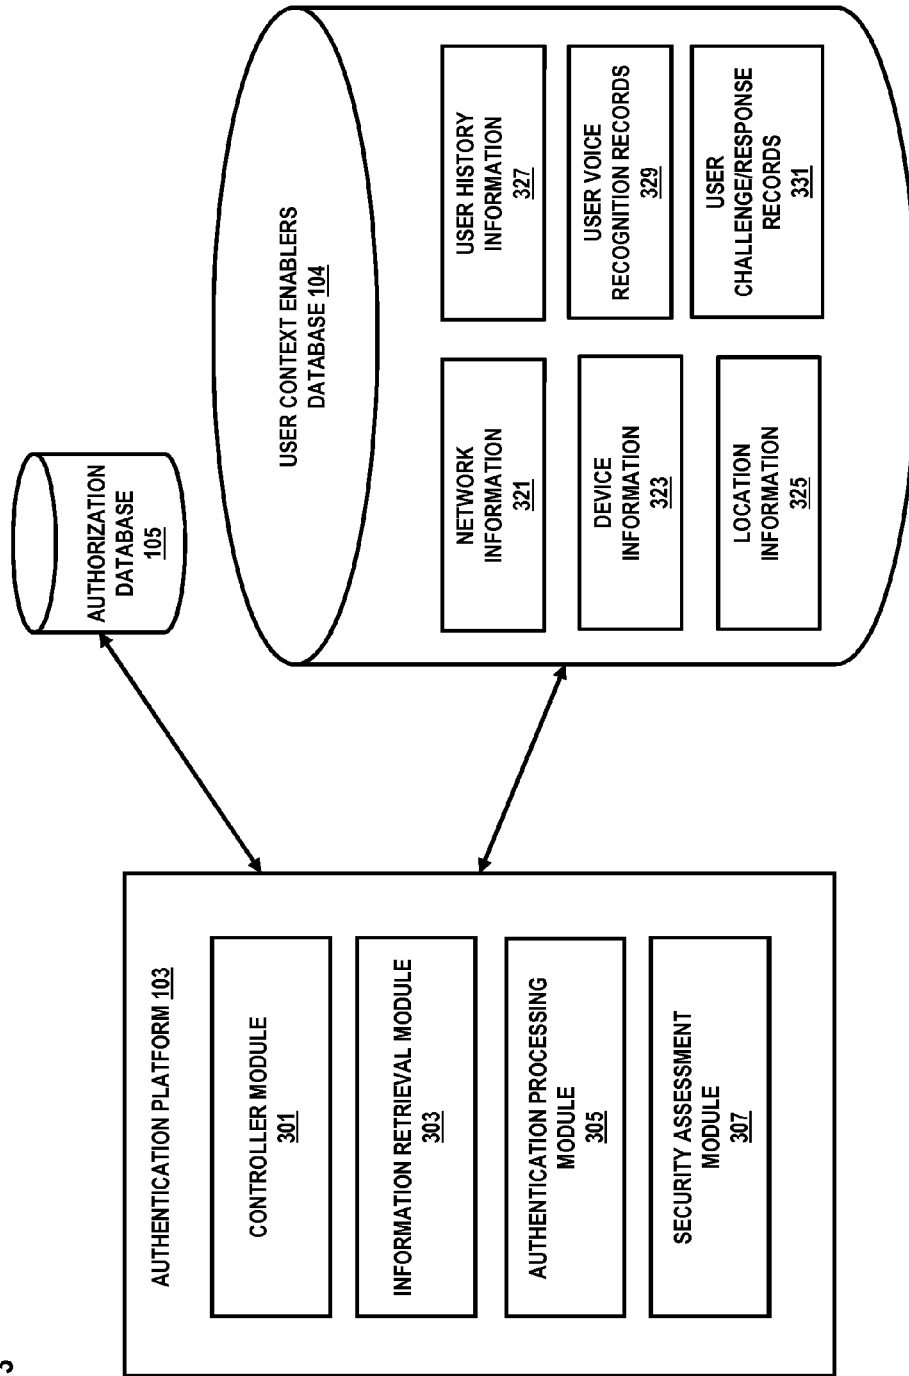 AUTHENTICATION PLATFORM 103
CONTROLLER MODULE
301
INFORMATION RETRIEVAL MODULE
303
AUTHENTICATION PROCESSING
MODULE
305
SECURITY ASSESSMENT
MODULE
307
AUTHORIZATION
DATABASE
105
USER CONTEXT ENABLERS
DATABASE 104
NETWORK
INFORMATION
321
DEVICE
INFORMATION
323
LOCATION
INFORMATION
325
USER HISTORY
INFORMATION
327
USER VOICE
RECOGNITION RECORDS
329
USER
CHALLENGE/RESPONSE
RECORDS
331